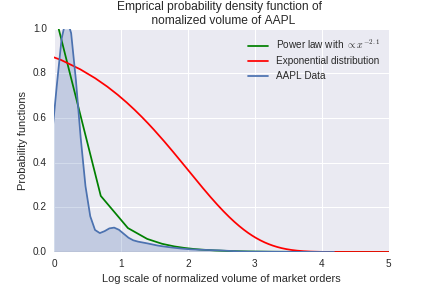 Emprical probability density function of
nomalized volume of AAPL
Power law with ∝ x^{-2.1}
Exponential distribution
AAPL Data
Probability functions
1.0
0.8
0.6
0.4
0.2
0.0
0 1 2 3 4 5
Log scale of normalized volume of market orders